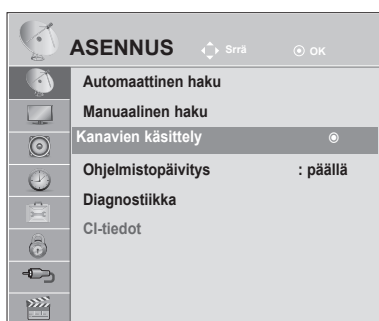 ASENNUS Srrä OK
Automaattinen haku
Manuaalinen haku
Kanavien käsittely
Ohjelmistopäivitys : päällä
Diagnostiikka
CI-tiedot